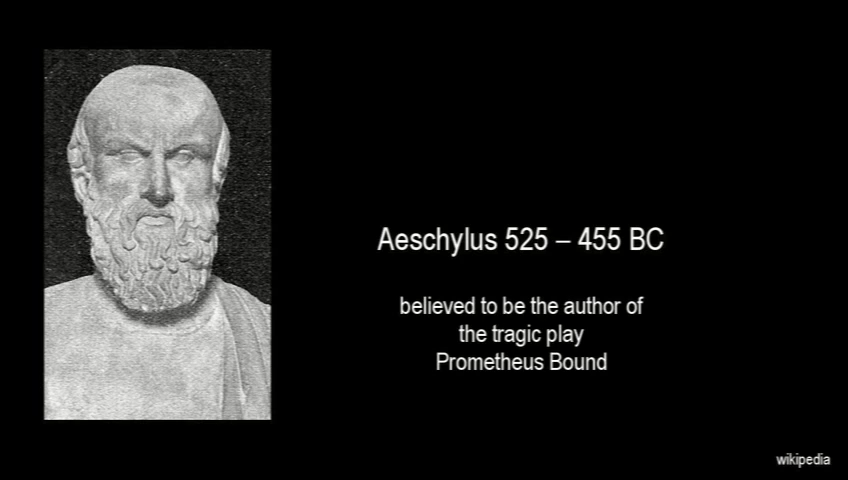 Aeschylus 525 – 455 BC
believed to be the author of
the tragic play
Prometheus Bound
wikipedia